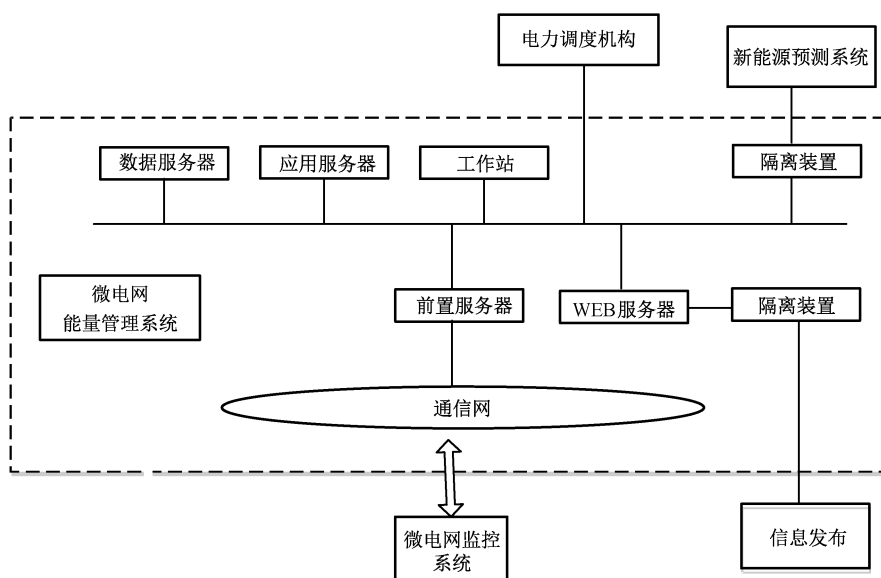 电力调度机构
新能源预测系统
数据服务器
应用服务器
工作站
隔离装置
微电网
能量管理系统
前置服务器
WEB服务器
隔离装置
通信网
微电网监控
系统
信息发布